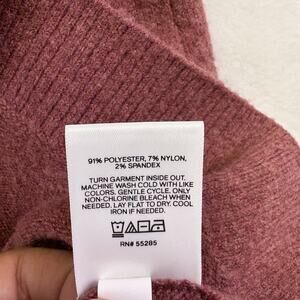 91% POLYESTER, 7% NYLON,
2% SPANDEX
TURN GARMENT INSIDE OUT.
MACHINE WASH COLD WITH LIKE
COLORS. GENTLE CYCLE. ONLY
NON-CHLORINE BLEACH WHEN
NEEDED. LAY FLAT TO DRY. COOL
IRON IF NEEDED.
RN# 55285